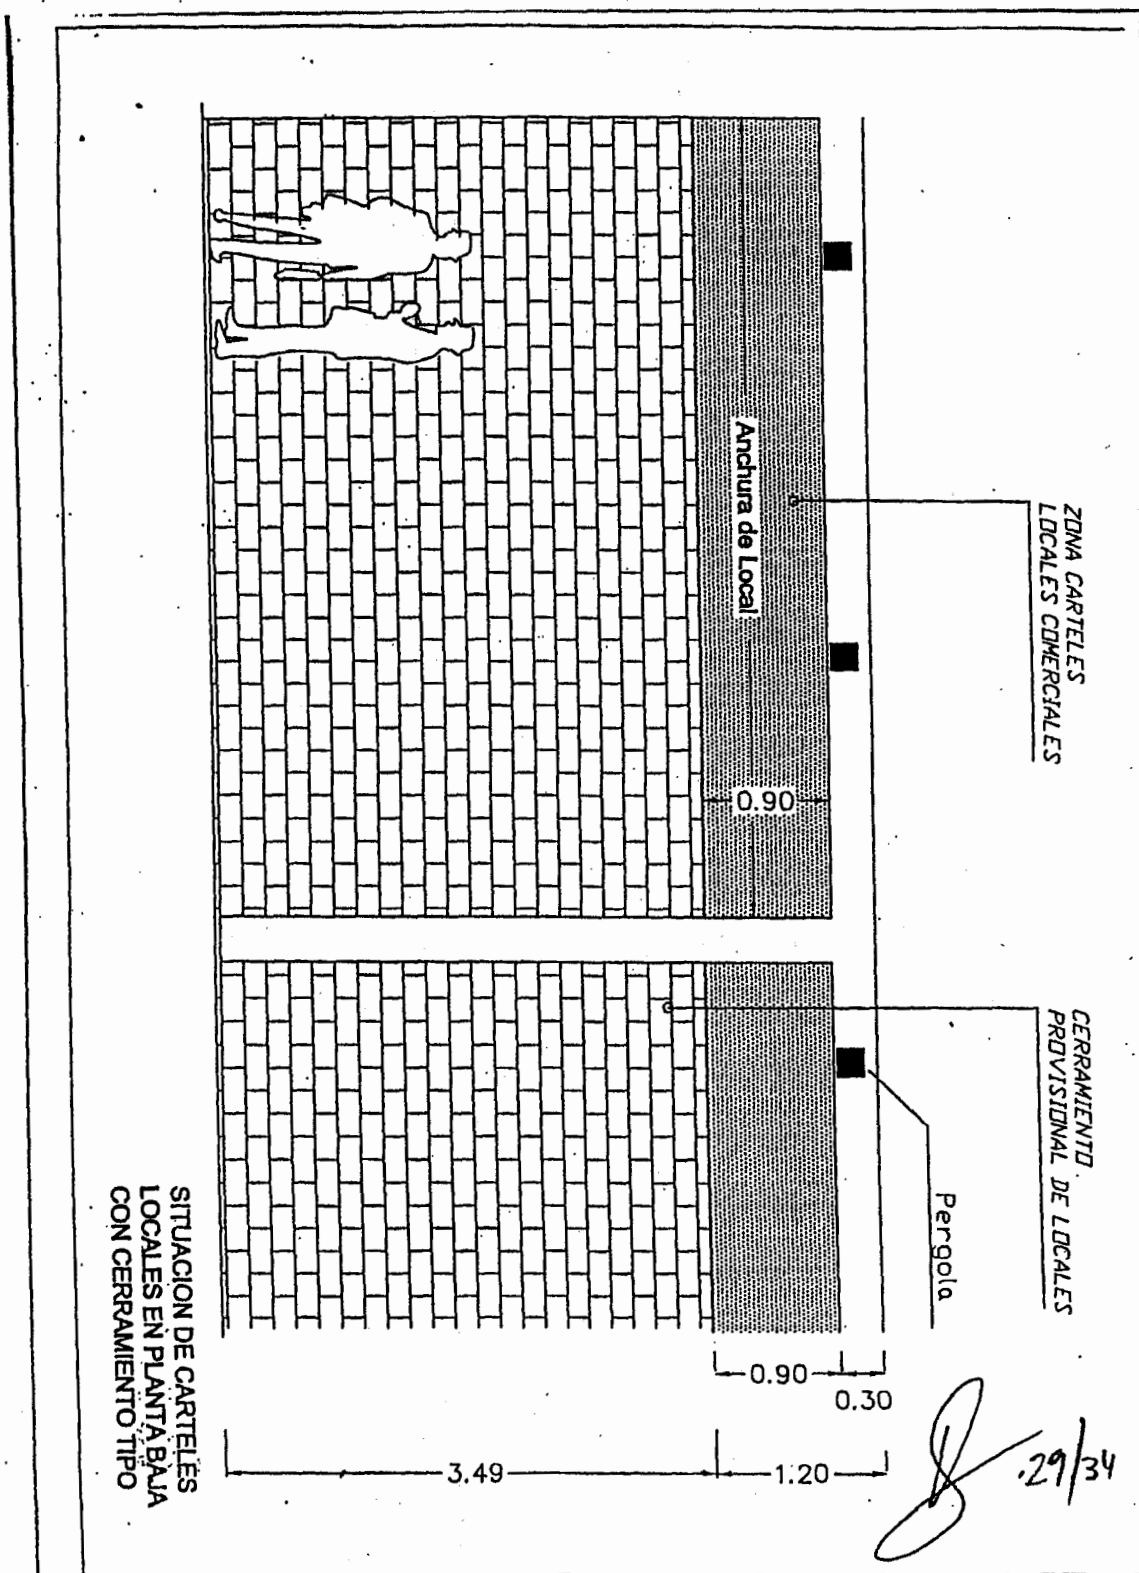 ZONA CARTELES
LOCALES COMERCIALES
CERRAMIENTO
PROVISIONAL DE LOCALES
Pergola
Anchura de Local
0.90
0.90
0.30
3.49
1.20
SITUACION DE CARTELES
LOCALES EN PLANTA BAJA
CON CERRAMIENTO TIPO
29/34